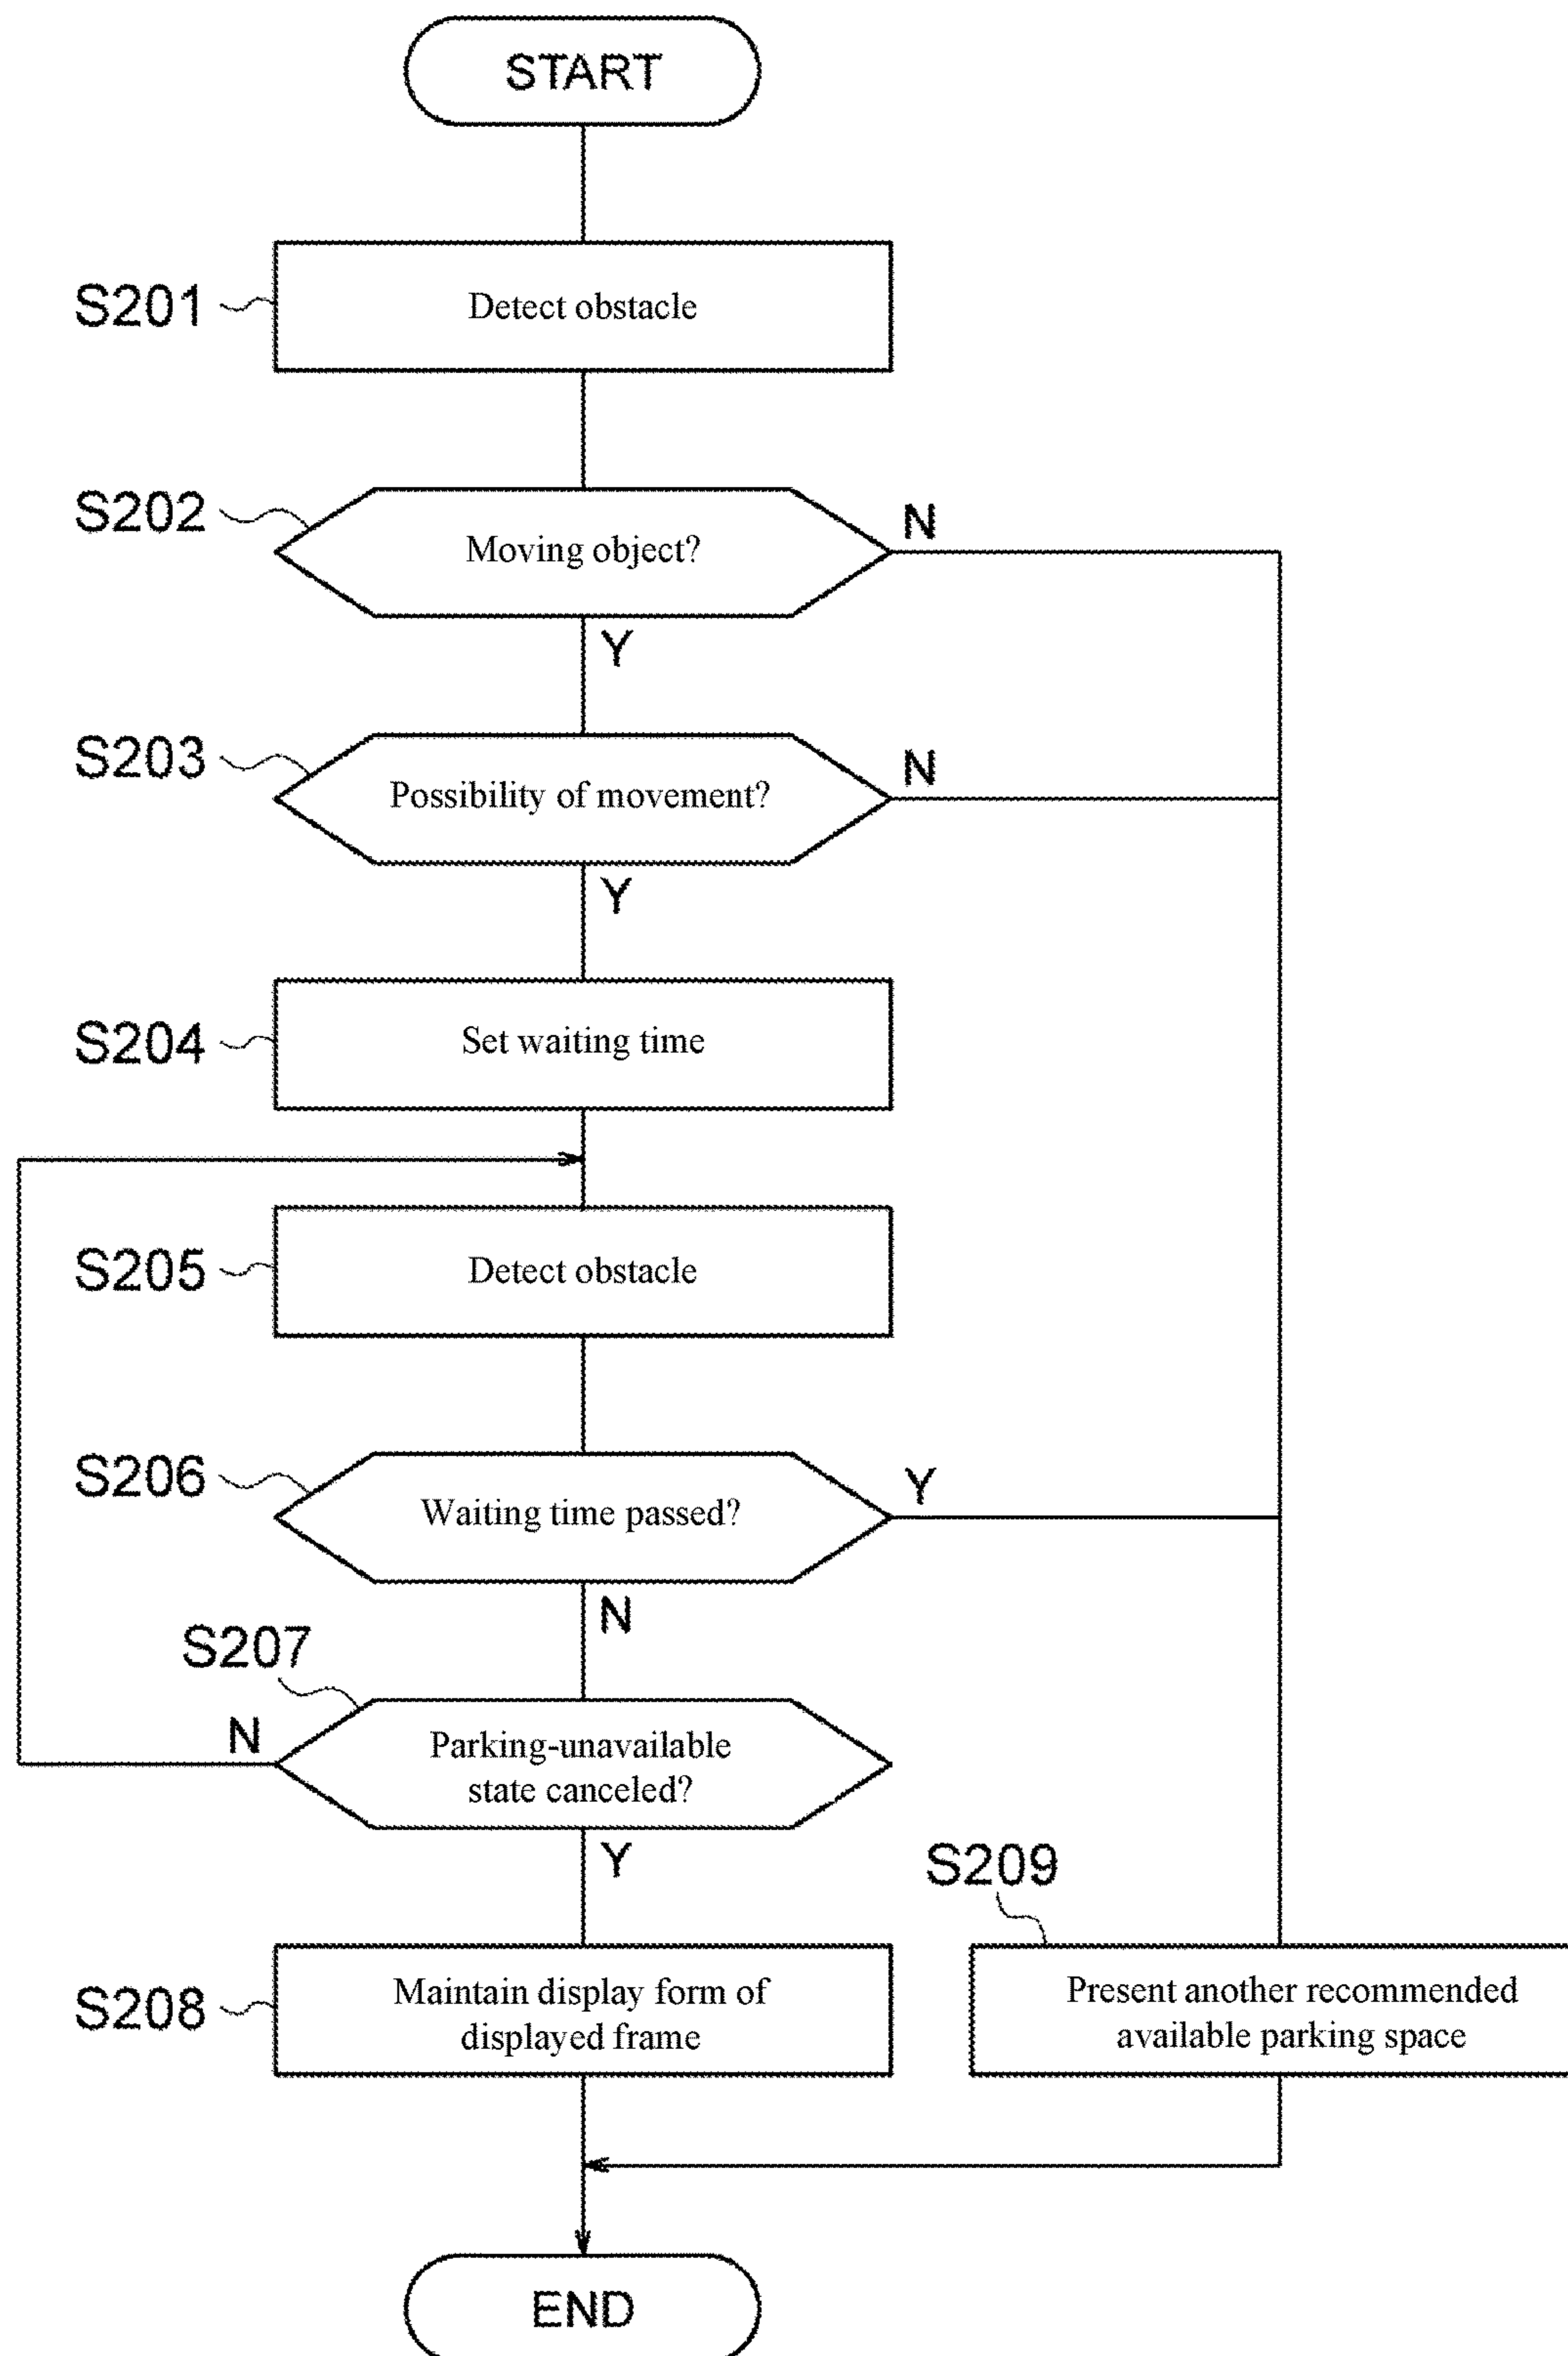 START
S201
Detect obstacle
S202
Moving object?
N
Y
S203
Possibility of movement?
N
Y
S204
Set waiting time
S205
Detect obstacle
S206
Waiting time passed?
Y
N
S207
N
Parking-unavailable
state canceled?
Y
S208
Maintain display form of
displayed frame
S209
Present another recommended
available parking space
END